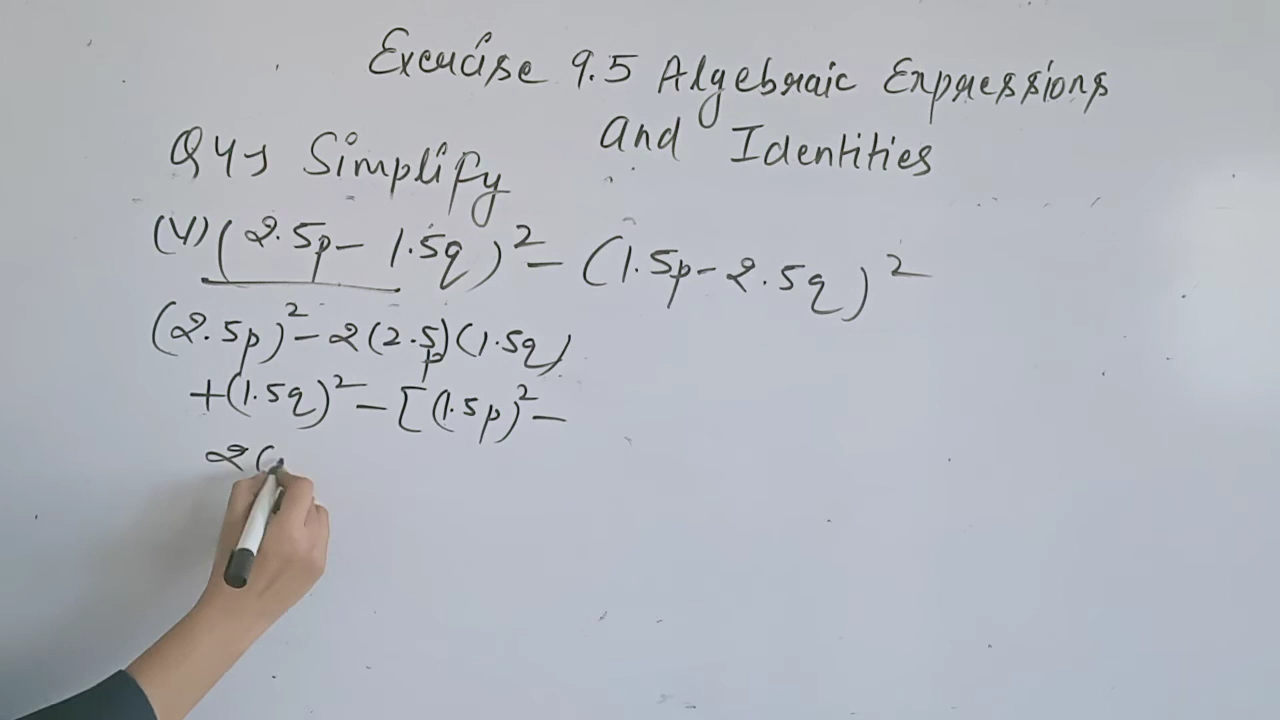 Exercise 9.5 Algebraic Expressions
and Identities
Q4) Simplify
(V) (2.5p - 1.5q)² - (1.5p - 2.5q)²
(2.5p)² - 2(2.5p)(1.5q)
+(1.5q)² - [(1.5p)² -
2(